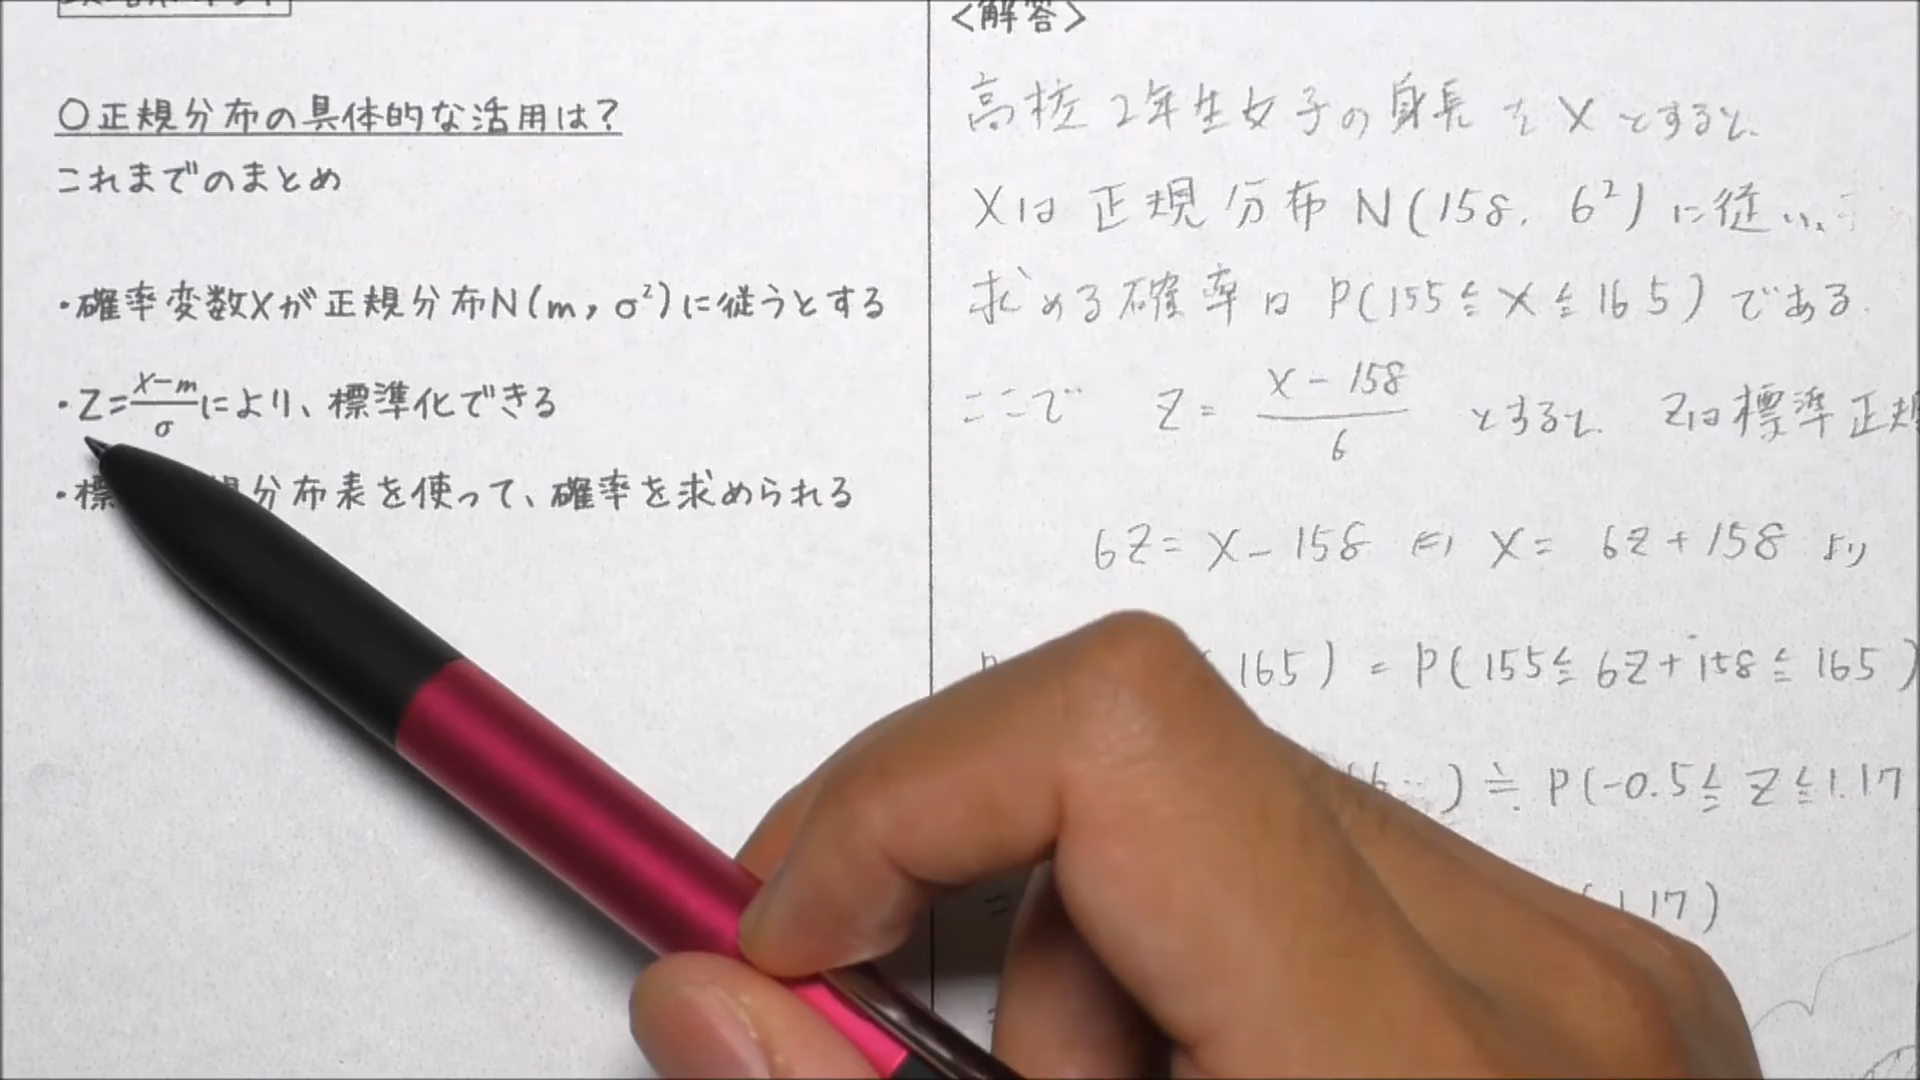 ○正規分布の具体的な活用は？
これまでのまとめ
・確率変数Xが正規分布N(m, σ²)に従うとする
・Z=(X-m)/σにより、標準化できる
・標 分布表を使って、確率を求められる
<解答>
高校2年生女子の身長をXとすると、
Xは正規分布N(158, 6²)に従い、
求める確率はP(155≦X≦165)である.
ここで Z=(X-158)/6 とすると、Zは標準正規
6Z=X-158 ⇔ X=6Z+158 より
165)=P(155≦6Z+158≦165)
)≒P(-0.5≦Z≦1.17
1.17)